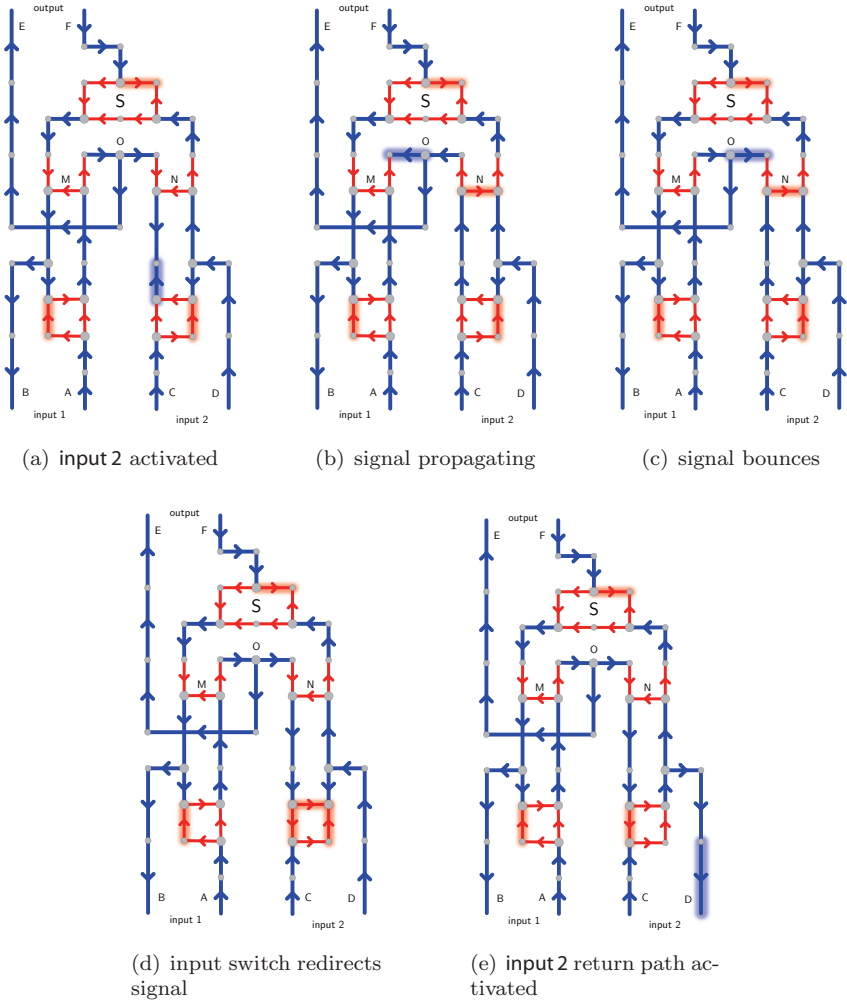 output
E F
S
O
M N
B A C D
input 1 input 2
(a) input 2 activated
output
E F
S
O
M N
B A C D
input 1 input 2
(b) signal propagating
output
E F
S
O
M N
B A C D
input 1 input 2
(c) signal bounces
output
E F
S
O
M N
B A C D
input 1 input 2
(d) input switch redirects
signal
output
E F
S
O
M N
B A C D
input 1 input 2
(e) input 2 return path ac-
tivated